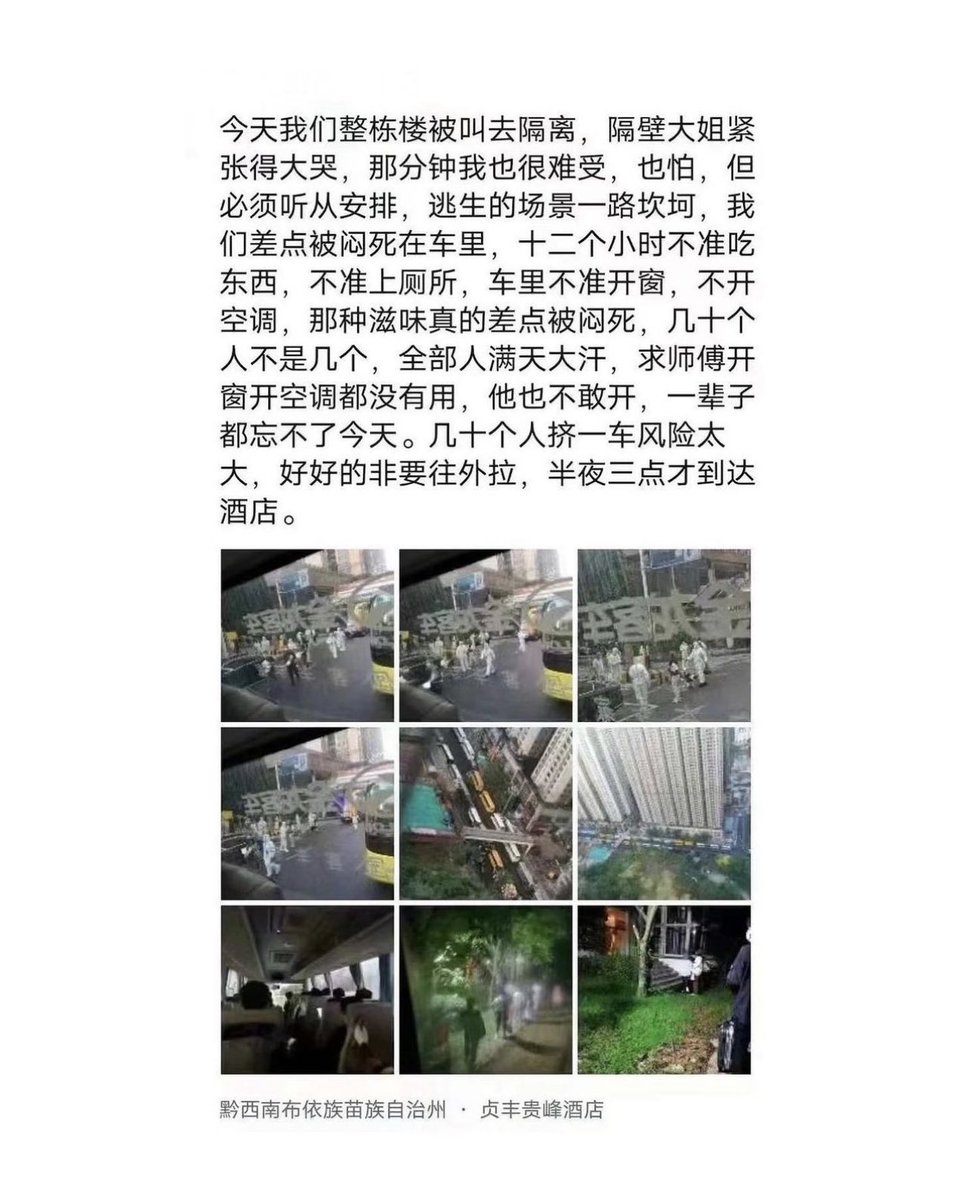 今天我们整栋楼被叫去隔离，隔壁大姐紧
张得大哭，那分钟我也很难受，也怕，但
必须听从安排，逃生的场景一路坎坷，我
们差点被闷死在车里，十二个小时不准吃
东西，不准上厕所，车里不准开窗，不开
空调，那种滋味真的差点被闷死，几十个
人不是几个，全部人满天大汗，求师傅开
窗开空调都没有用，他也不敢开，一辈子
都忘不了今天。几十个人挤一车风险太
大，好好的非要往外拉，半夜三点才到达
酒店。
黔西南布依族苗族自治州 · 贞丰贵峰酒店